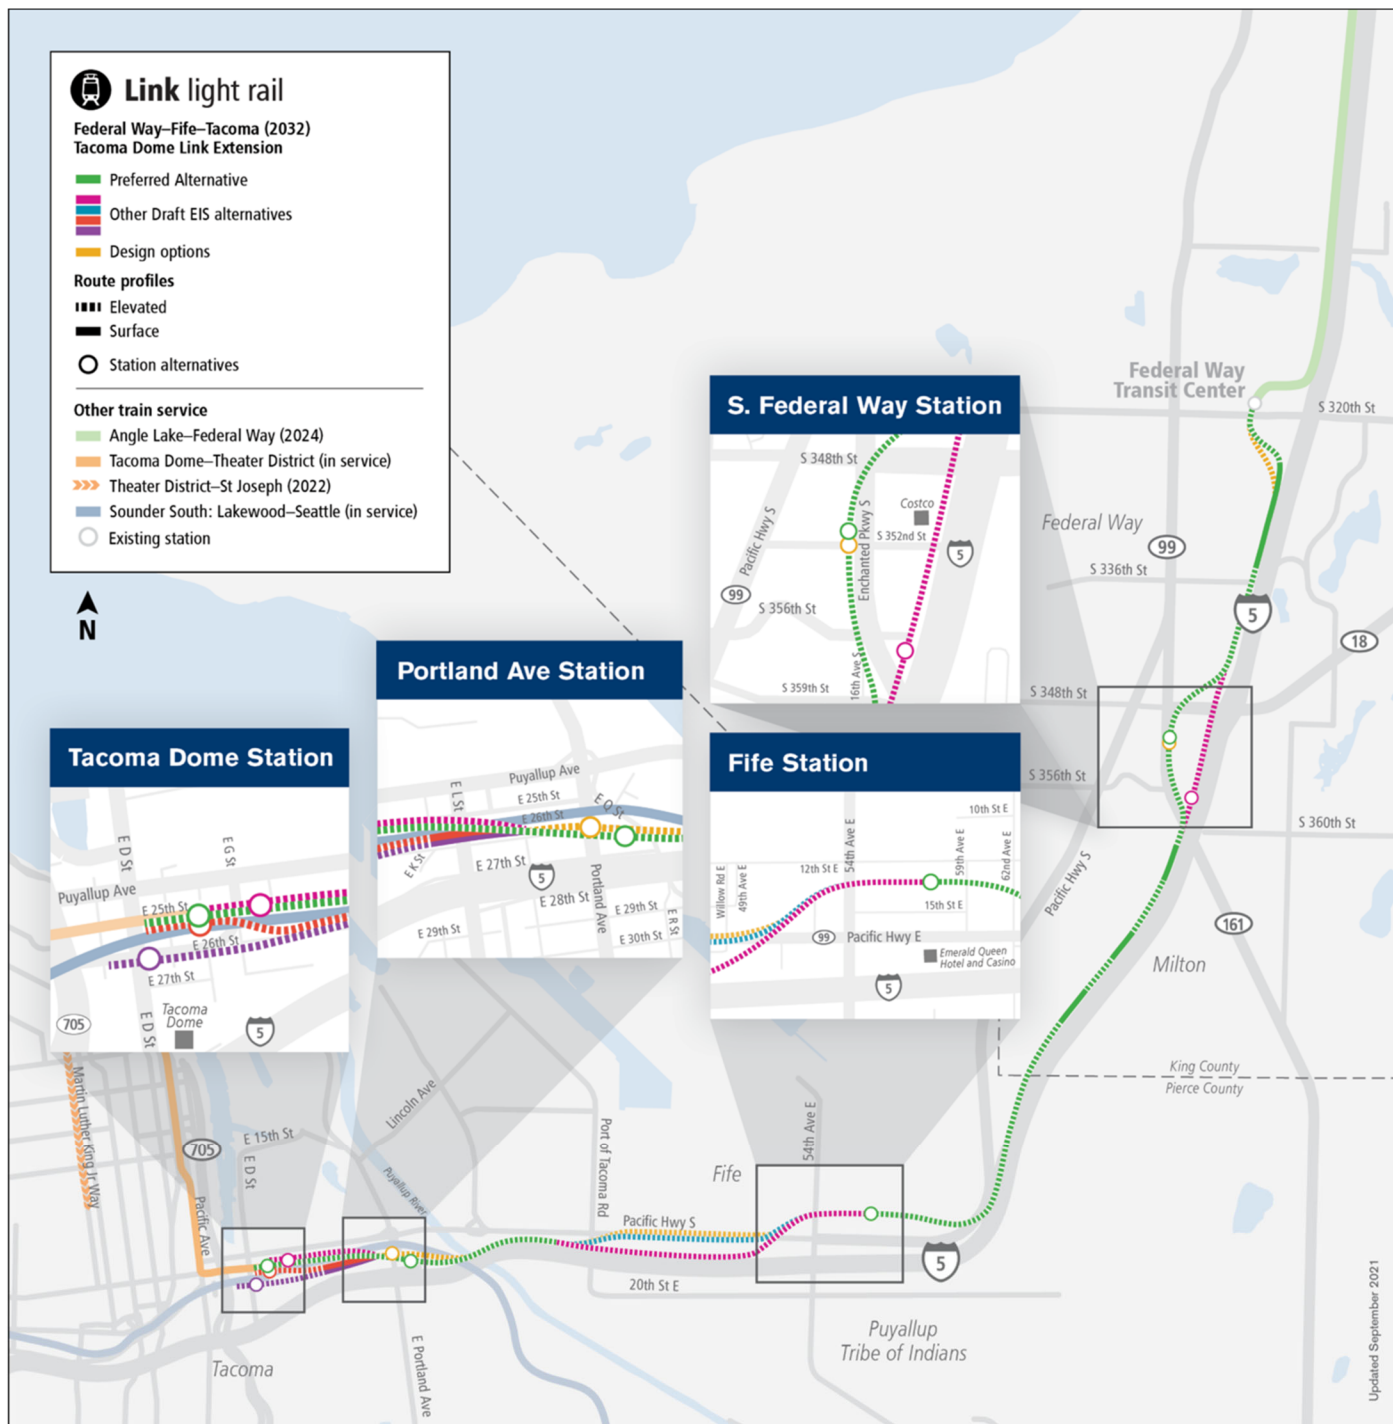 Link light rail
Federal Way–Fife–Tacoma (2032)
Tacoma Dome Link Extension
Preferred Alternative
Other Draft EIS alternatives
Design options
Route profiles
Elevated
Surface
Station alternatives
Other train service
Angle Lake–Federal Way (2024)
Tacoma Dome–Theater District (in service)
Theater District–St Joseph (2022)
Sounder South: Lakewood–Seattle (in service)
Existing station
N
Federal Way
Transit Center
S 320th St
Federal Way
99
S 336th St
5
18
S 348th St
S 356th St
S 360th St
Pacific Hwy S
161
Milton
King County
Pierce County
S. Federal Way Station
S 348th St
Pacific Hwy S
Costco
Enchanted Pkwy S
S 352nd St
5
99
S 356th St
16th Ave S
S 359th St
Portland Ave Station
Puyallup Ave
E L St
E 25th St
E Q St
E 26th St
E K St
E 27th St
5
E 28th St
Portland Ave
E 29th St
E 29th St
E 30th St
E R St
Tacoma Dome Station
E D St
E G St
Puyallup Ave
E 25th St
E 26th St
E 27th St
E D St
Tacoma
Dome
705
5
Fife Station
10th St E
54th Ave E
59th Ave E
62nd Ave E
12th St E
Willow Rd E
49th Ave E
15th St E
99
Pacific Hwy E
Emerald Queen
Hotel and Casino
5
Martin Luther King Jr Way
705
E 15th St
E D St
Pacific Ave
Lincoln Ave
Puyallup River
Port of Tacoma Rd
54th Ave E
Fife
Pacific Hwy S
20th St E
5
Puyallup
Tribe of Indians
Tacoma
E Portland Ave
Updated September 2021